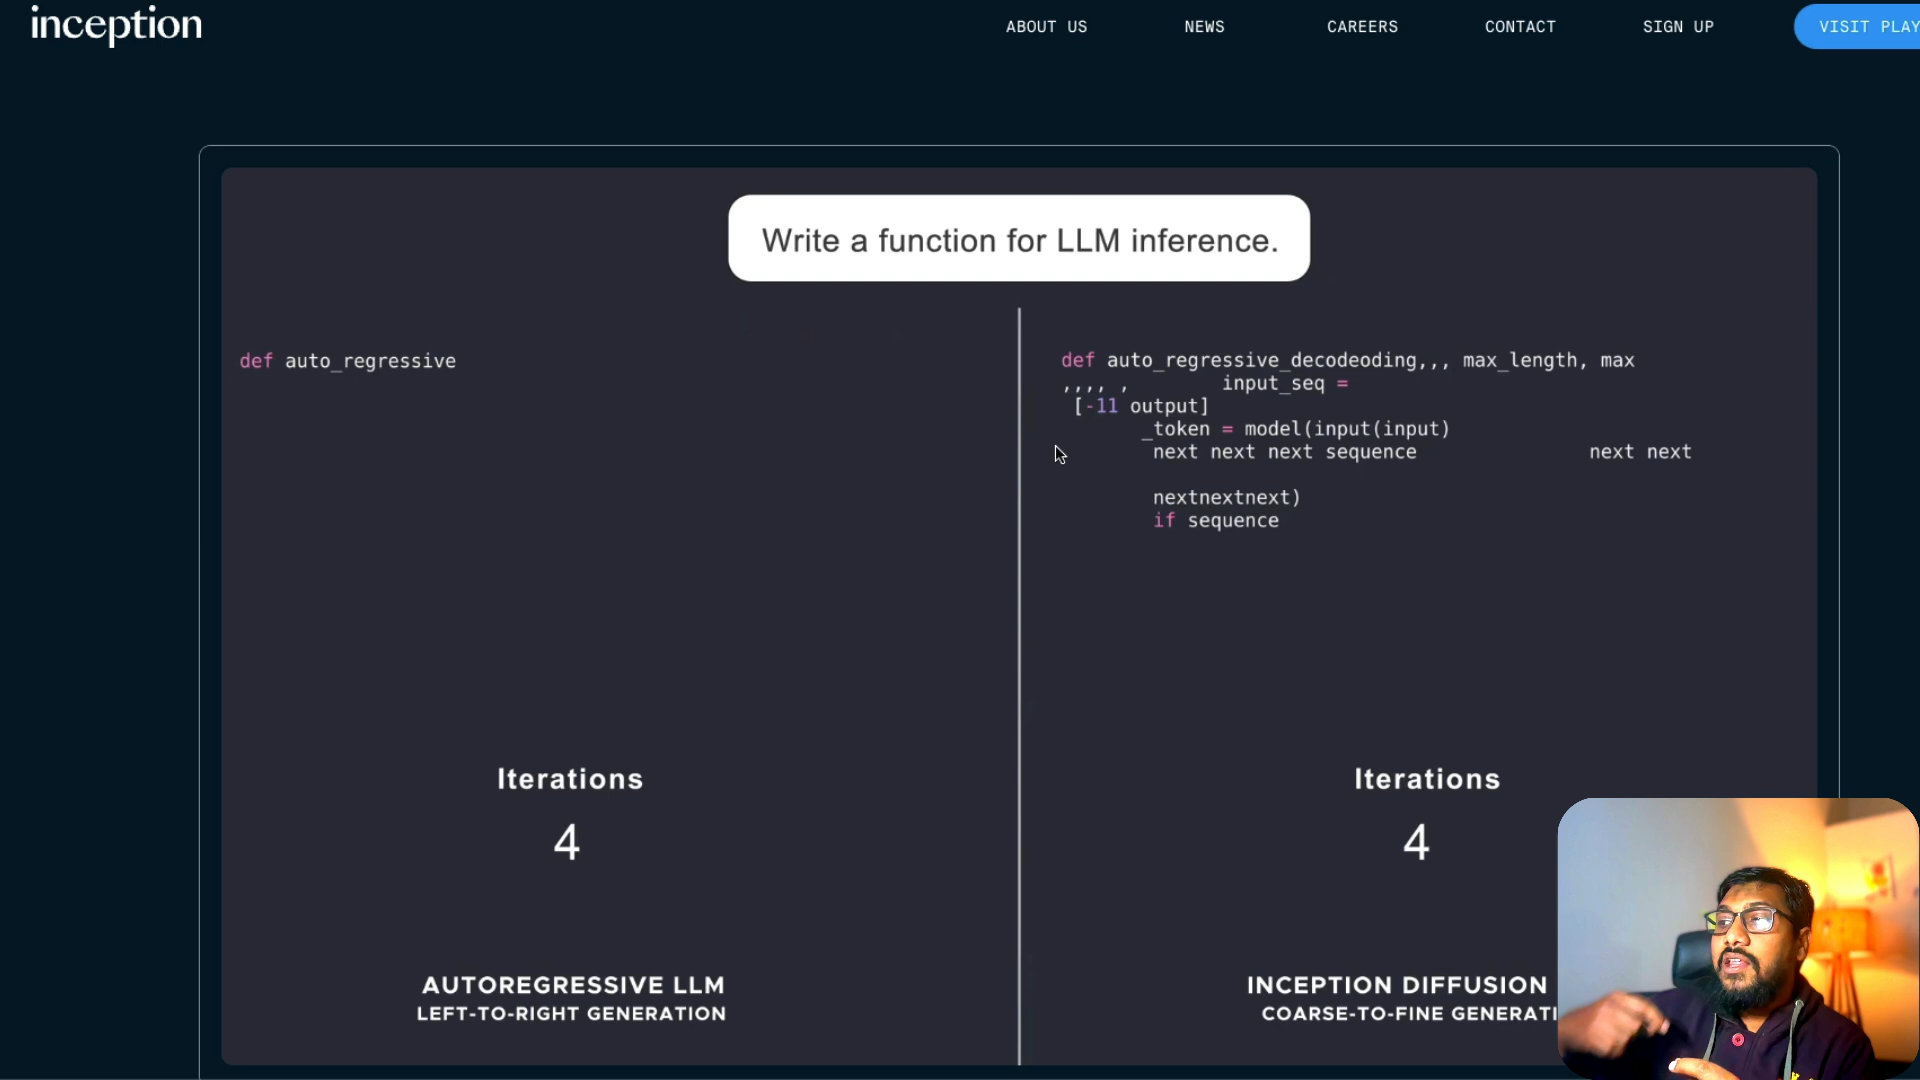 inception
ABOUT US
NEWS
CAREERS
CONTACT
SIGN UP
VISIT PLAY
Write a function for LLM inference.
def auto_regressive
Iterations
4
AUTOREGRESSIVE LLM
LEFT-TO-RIGHT GENERATION
def auto_regressive_decodeoding,,, max_length, max
,,,, , input_seq =
[-11 output]
_token = model(input(input)
next next next sequence next next
nextnextnext)
if sequence
Iterations
4
INCEPTION DIFFUSION
COARSE-TO-FINE GENERATI